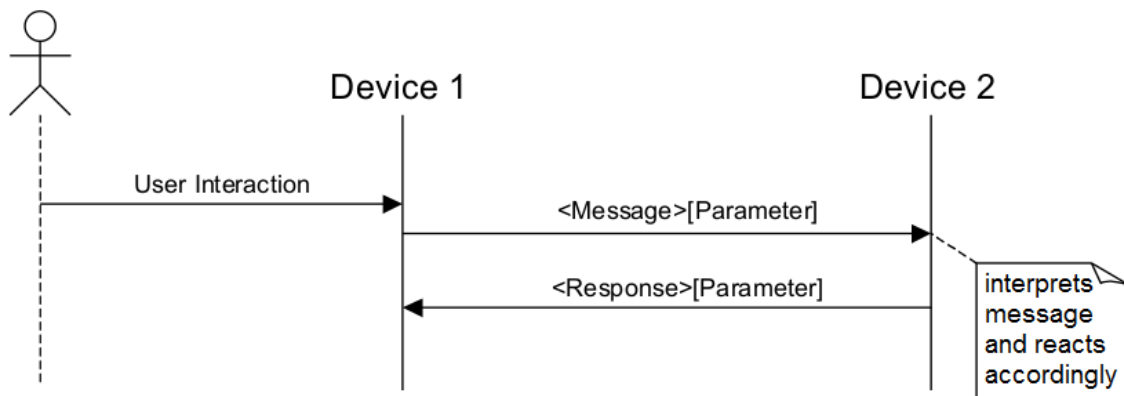 Device 1
Device 2
User Interaction
<Message>[Parameter]
<Response>[Parameter]
interprets
message
and reacts
accordingly